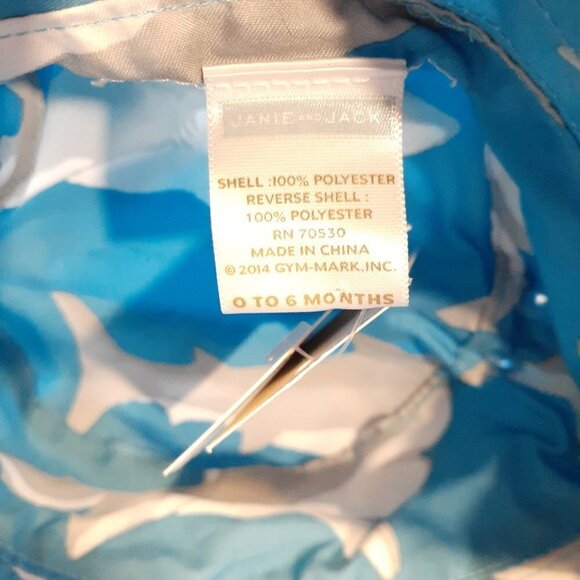 JANIE AND JACK
SHELL :100% POLYESTER
REVERSE SHELL :
100% POLYESTER
RN 70530
MADE IN CHINA
© 2014 GYM-MARK, INC.
0 TO 6 MONTHS